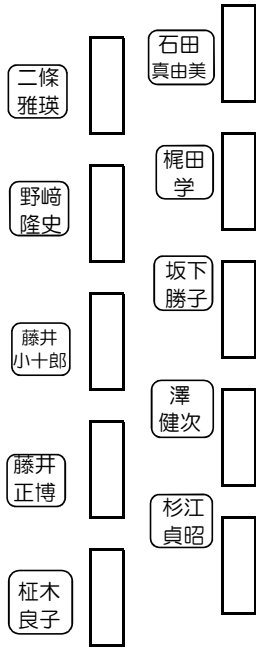 石田
真由美
二條
雅瑛
梶田
学
野﨑
隆史
坂下
勝子
藤井
小十郎
澤
健次
藤井
正博
杉江
貞昭
柾木
良子